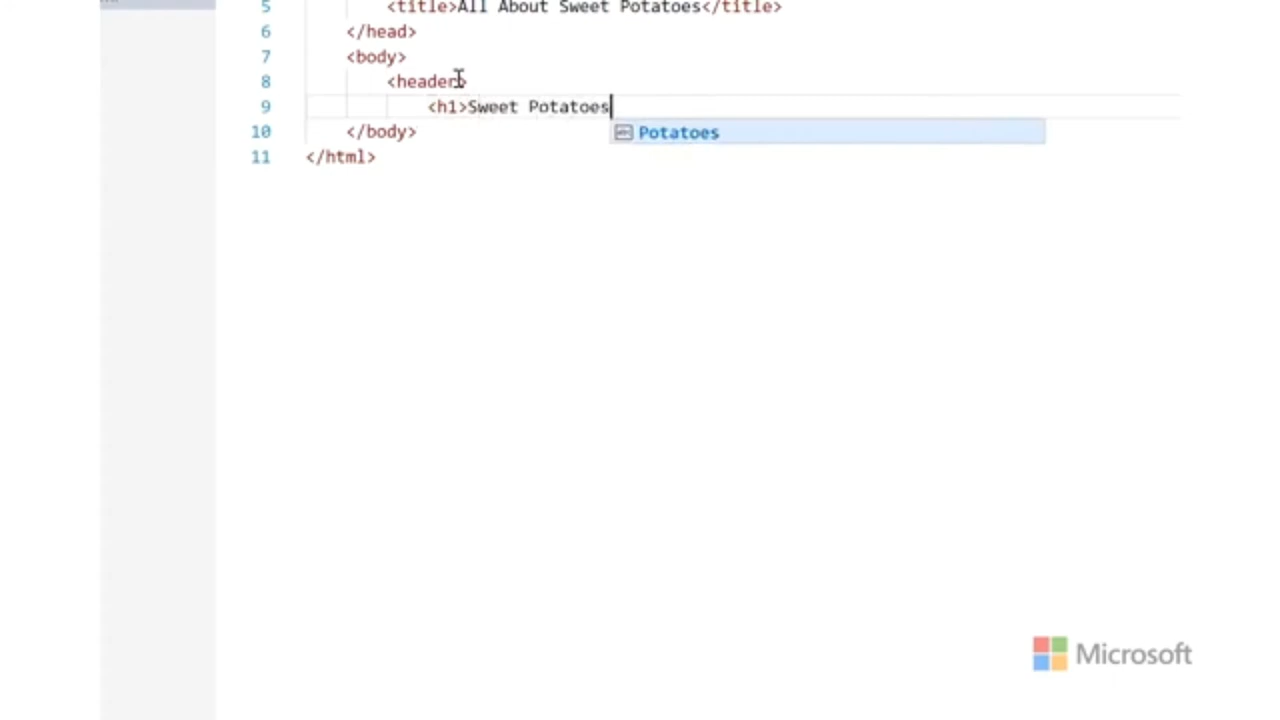 5 <title>All About Sweet Potatoes</title>
6 </head>
7 <body>
8 <header>
9 <h1>Sweet Potatoes
10 </body>
Potatoes
11 </html>
Microsoft